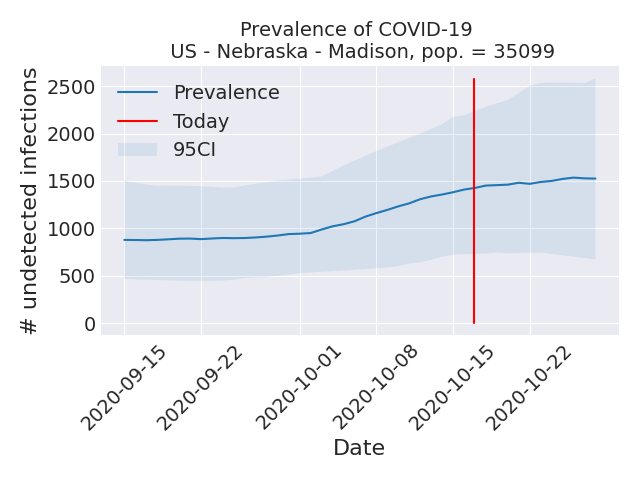 Prevalence of COVID-19
US - Nebraska - Madison, pop. = 35099
# undetected infections
2500
2000
1500
1000
500
0
Prevalence
Today
95CI
2020-09-15
2020-09-22
2020-10-01
2020-10-08
2020-10-15
2020-10-22
Date